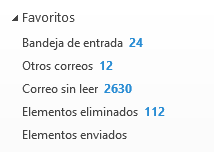 Favoritos
Bandeja de entrada 24
Otros correos 12
Correo sin leer 2630
Elementos eliminados 112
Elementos enviados